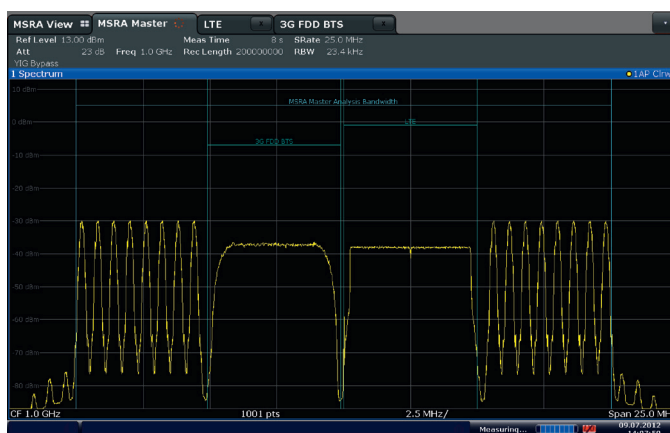 MSRA View MSRA Master LTE x 3G FDD BTS x
Ref Level 13.00 dBm Meas Time 8 s SRate 25.0 MHz
Att 23 dB Freq 1.0 GHz Rec Length 200000000 RBW 23.4 kHz
YIG Bypass
1 Spectrum 1AP Clrw
10 dBm
MSRA Master Analysis Bandwidth
0 dBm LTE
3G FDD BTS
-10 dBm
-20 dBm
-30 dBm
-40 dBm
-50 dBm
-60 dBm
-70 dBm
-80 dBm
CF 1.0 GHz 1001 pts 2.5 MHz/ Span 25.0 MH
Measuring... 09.07.2012